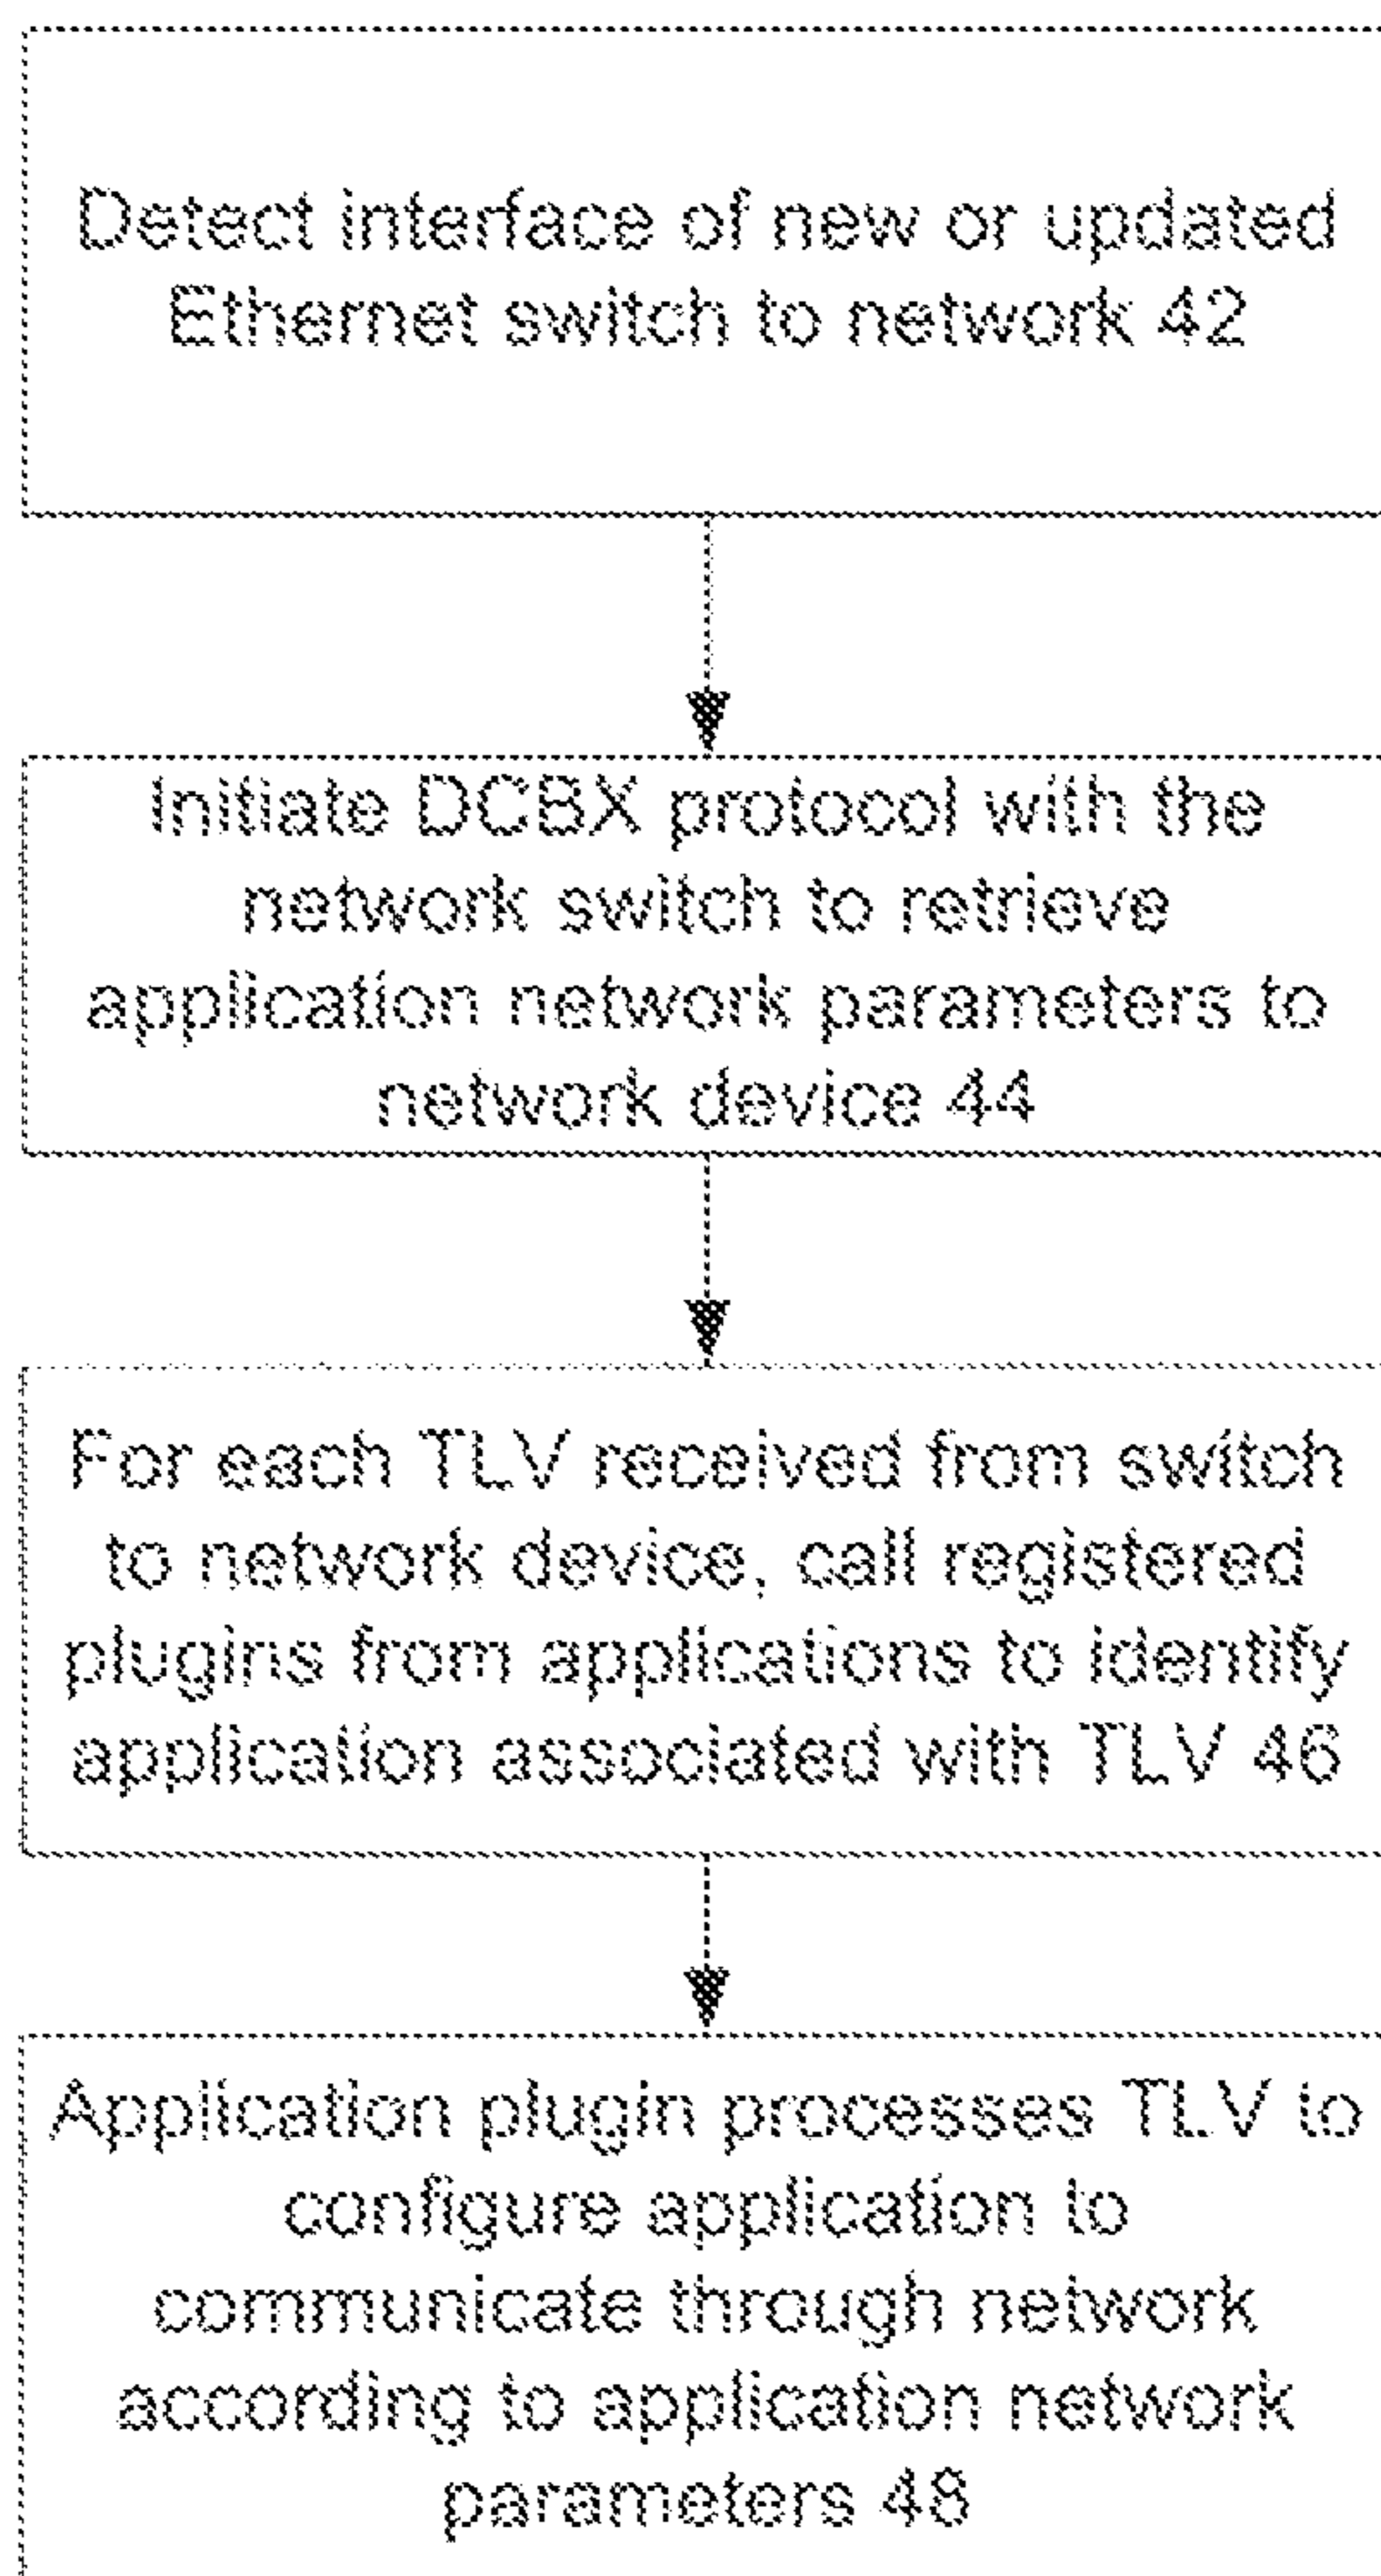 Detect interface of new or updated
Ethernet switch to network 42
Initiate DCBX protocol with the
network switch to retrieve
application network parameters to
network device 44
For each TLV received from switch
to network device, call registered
plugins from applications to identify
application associated with TLV 46
Application plugin processes TLV to
configure application to
communicate through network
according to application network
parameters 48